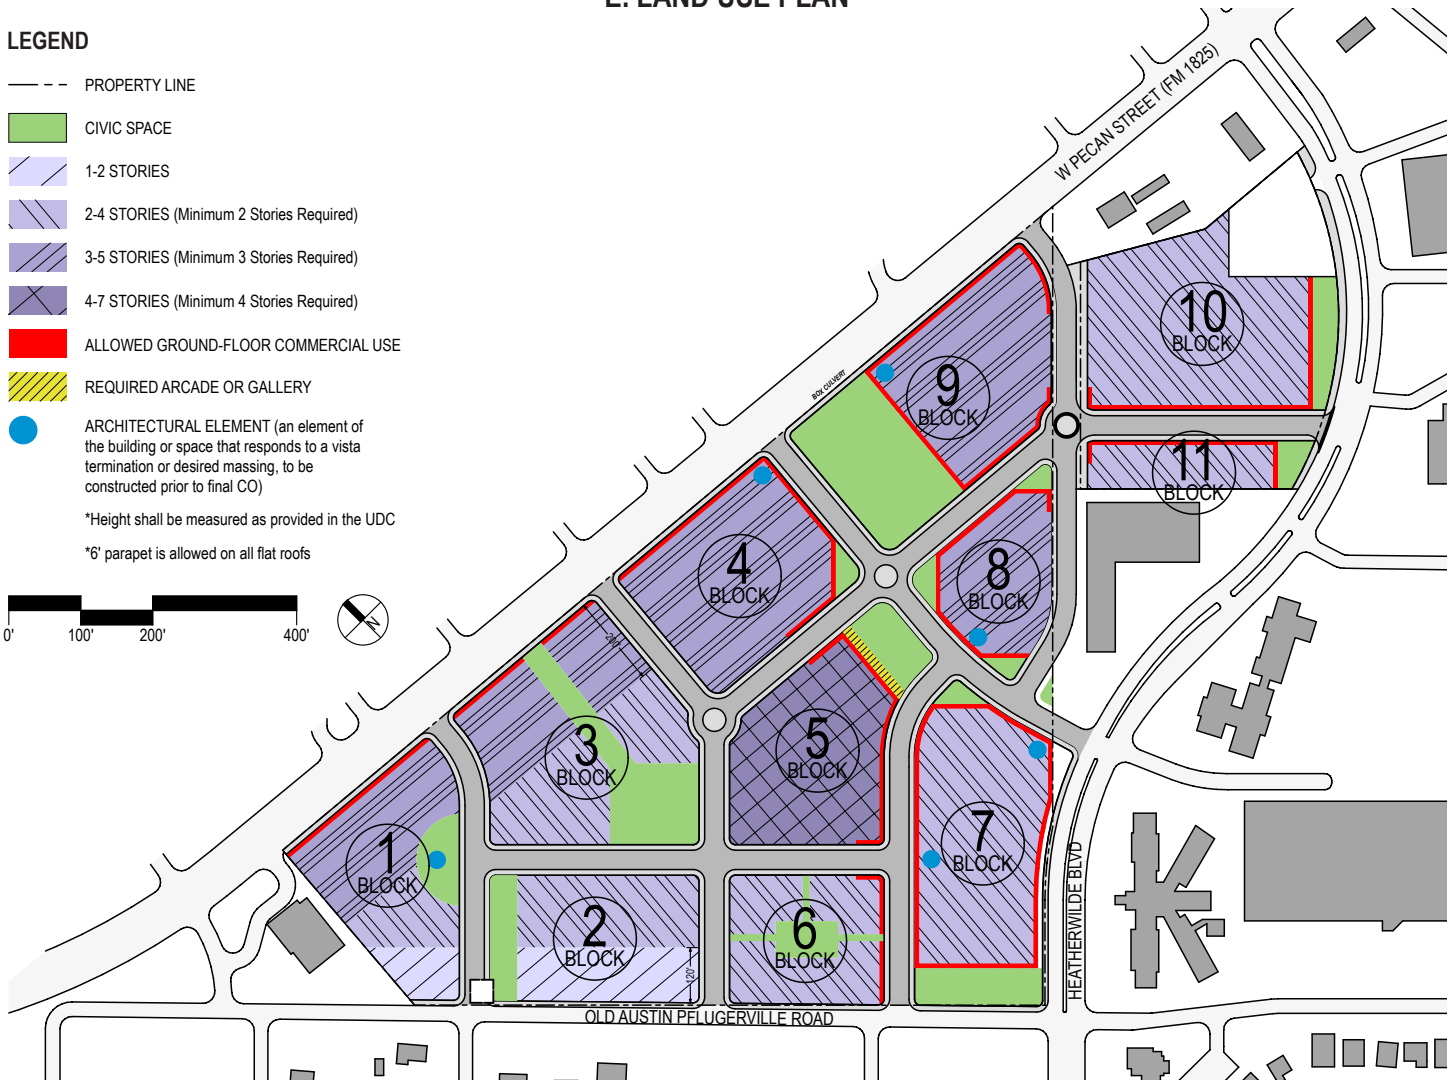 E. LAND USE PLAN
LEGEND
PROPERTY LINE
CIVIC SPACE
1-2 STORIES
2-4 STORIES (Minimum 2 Stories Required)
3-5 STORIES (Minimum 3 Stories Required)
4-7 STORIES (Minimum 4 Stories Required)
ALLOWED GROUND-FLOOR COMMERCIAL USE
REQUIRED ARCADE OR GALLERY
ARCHITECTURAL ELEMENT (an element of
the building or space that responds to a vista
termination or desired massing, to be
constructed prior to final CO)
*Height shall be measured as provided in the UDC
*6' parapet is allowed on all flat roofs
0'
100'
200'
400'
N
W PECAN STREET (FM 1825)
BOX CULVERT
10
BLOCK
9
BLOCK
11
BLOCK
4
BLOCK
8
BLOCK
200'
3
BLOCK
5
BLOCK
1
BLOCK
7
BLOCK
2
BLOCK
6
BLOCK
120'
HEATHERWILDE BLVD
OLD AUSTIN PFLUGERVILLE ROAD